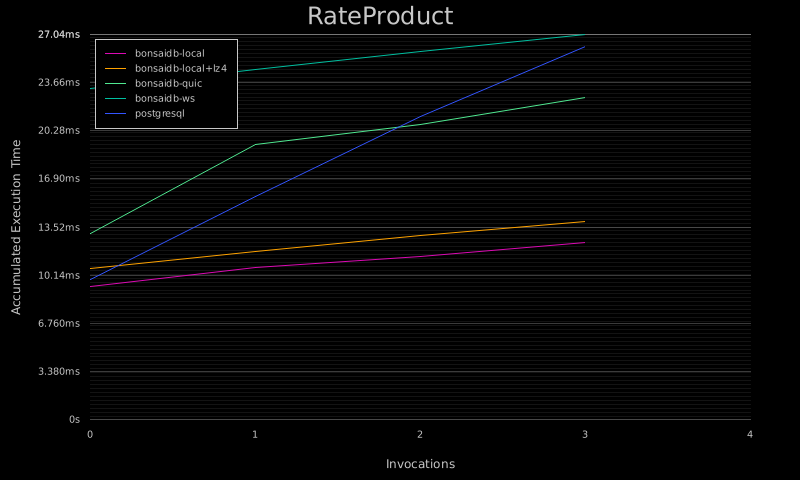 RateProduct
27.04ms
23.66ms
20.28ms
16.90ms
13.52ms
10.14ms
6.760ms
3.380ms
0s
bonsaidb-local
bonsaidb-local+lz4
bonsaidb-quic
bonsaidb-ws
postgresql
Accumulated Execution Time
0 1 2 3 4
Invocations